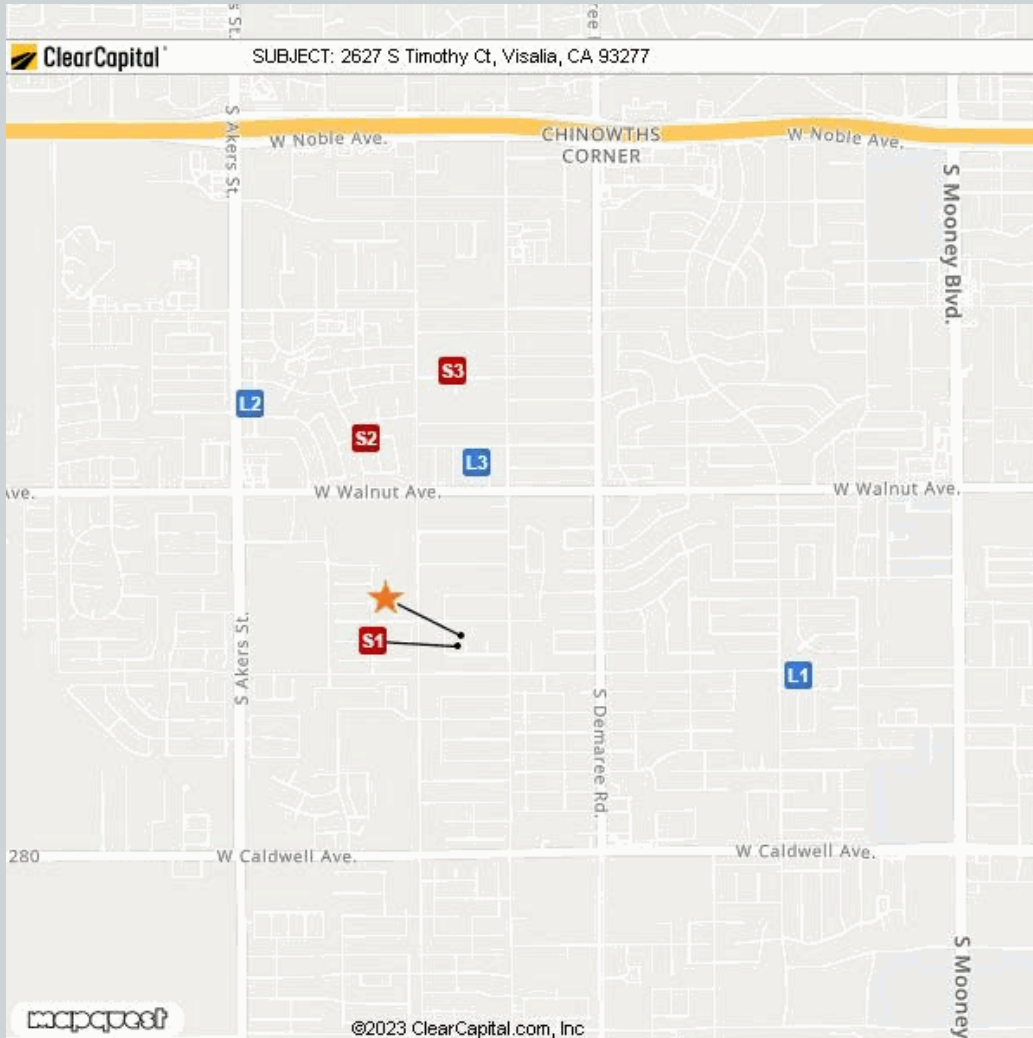 s St.
ree
ClearCapital
SUBJECT: 2627 S Timothy Ct, Visalia, CA 93277
S Akers St.
W Noble Ave.
CHINOWTHS
CORNER
W Noble Ave.
S Mooney Blvd.
S3
L2
S2
L3
Ave.
W Walnut Ave.
W Walnut Ave.
S1
S Akers St.
L1
S Demaree Rd.
280
W Caldwell Ave.
W Caldwell Ave.
S Mooney
mapquest
©2023 ClearCapital.com, Inc